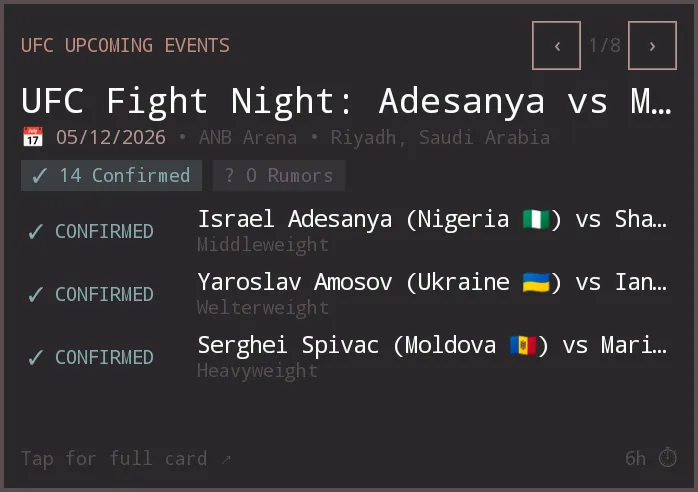 UFC UPCOMING EVENTS
‹ 1/8 ›
UFC Fight Night: Adesanya vs M…
📅 05/12/2026 • ANB Arena • Riyadh, Saudi Arabia
✓ 14 Confirmed ? 0 Rumors
✓ CONFIRMED Israel Adesanya (Nigeria 🇳🇬) vs Sha…
Middleweight
✓ CONFIRMED Yaroslav Amosov (Ukraine 🇺🇦) vs Ian…
Welterweight
✓ CONFIRMED Serghei Spivac (Moldova 🇲🇩) vs Mari…
Heavyweight
Tap for full card ↗ 6h ⏱